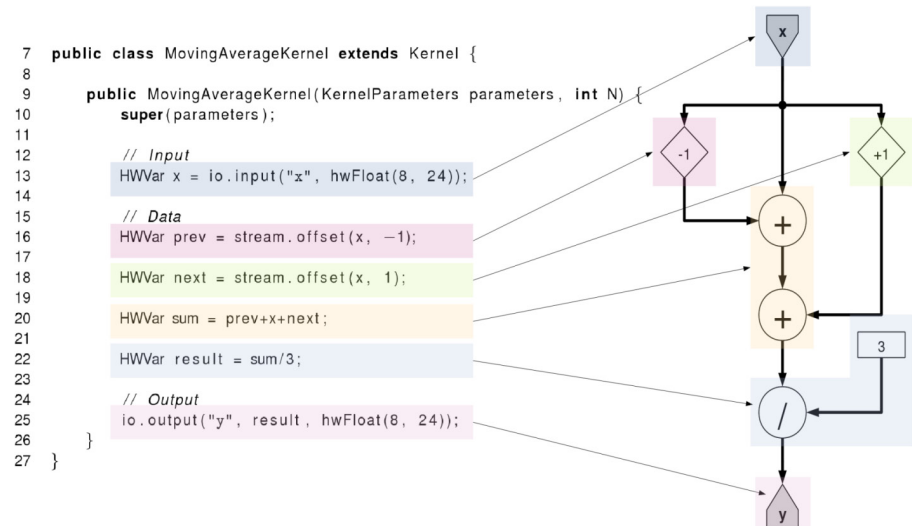 7 public class MovingAverageKernel extends Kernel {
8
9 public MovingAverageKernel(KernelParameters parameters, int N) {
10 super(parameters);
11
12 // Input
13 HWVar x = io.input("x", hwFloat(8, 24));
14
15 // Data
16 HWVar prev = stream.offset(x, −1);
17
18 HWVar next = stream.offset(x, 1);
19
20 HWVar sum = prev+x+next;
21
22 HWVar result = sum/3;
23
24 // Output
25 io.output("y", result, hwFloat(8, 24));
26 }
27 }
x
-1
+1
+
+
3
/
y